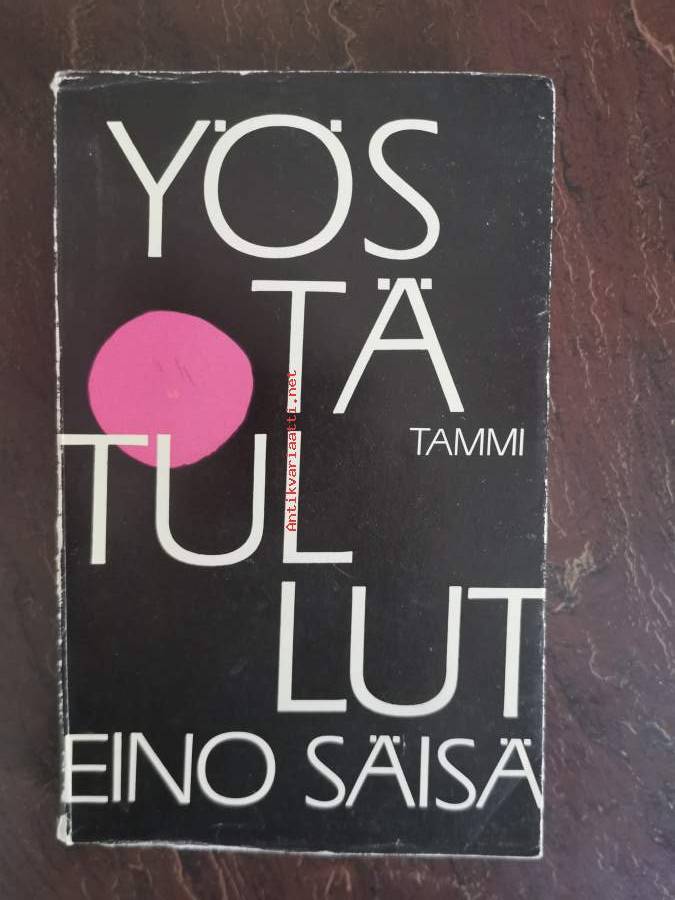 YÖS
TÄ
TAMMI
TUL
LUT
EINO SÄISÄ
Antikvariaatti.net